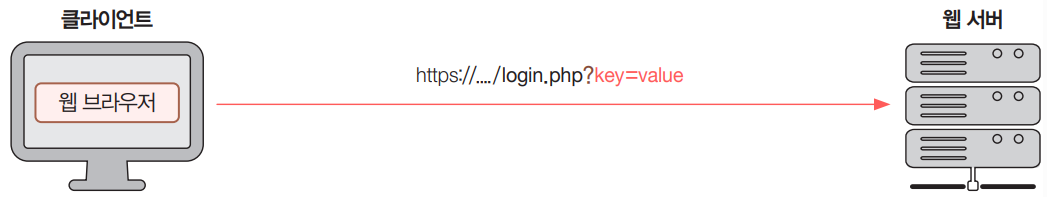 클라이언트
웹 서버
https://..../login.php?key=value
웹 브라우저